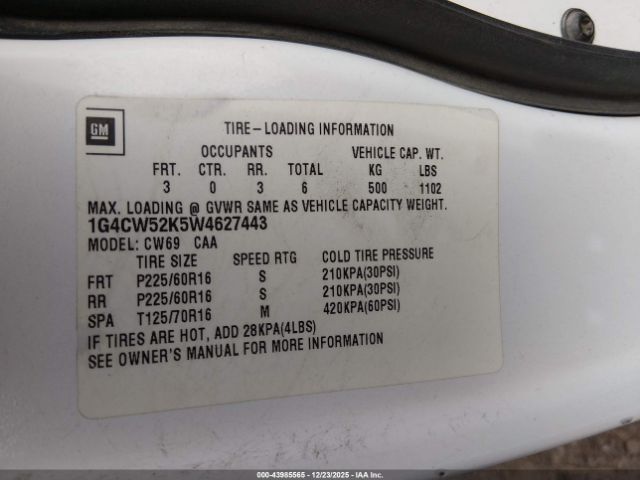 GM
TIRE-LOADING INFORMATION
OCCUPANTS VEHICLE CAP. WT.
FRT. CTR. RR. TOTAL KG LBS
3 0 3 6 500 1102
MAX. LOADING @ GVWR SAME AS VEHICLE CAPACITY WEIGHT.
1G4CW52K5W4627443
MODEL: CW69 CAA
TIRE SIZE SPEED RTG COLD TIRE PRESSURE
FRT P225/60R16 S 210KPA(30PSI)
RR P225/60R16 S 210KPA(30PSI)
SPA T125/70R16 M 420KPA(60PSI)
IF TIRES ARE HOT, ADD 28KPA(4LBS)
SEE OWNER'S MANUAL FOR MORE INFORMATION
000-43985565 - 12/23/2025 - IAAI.COM